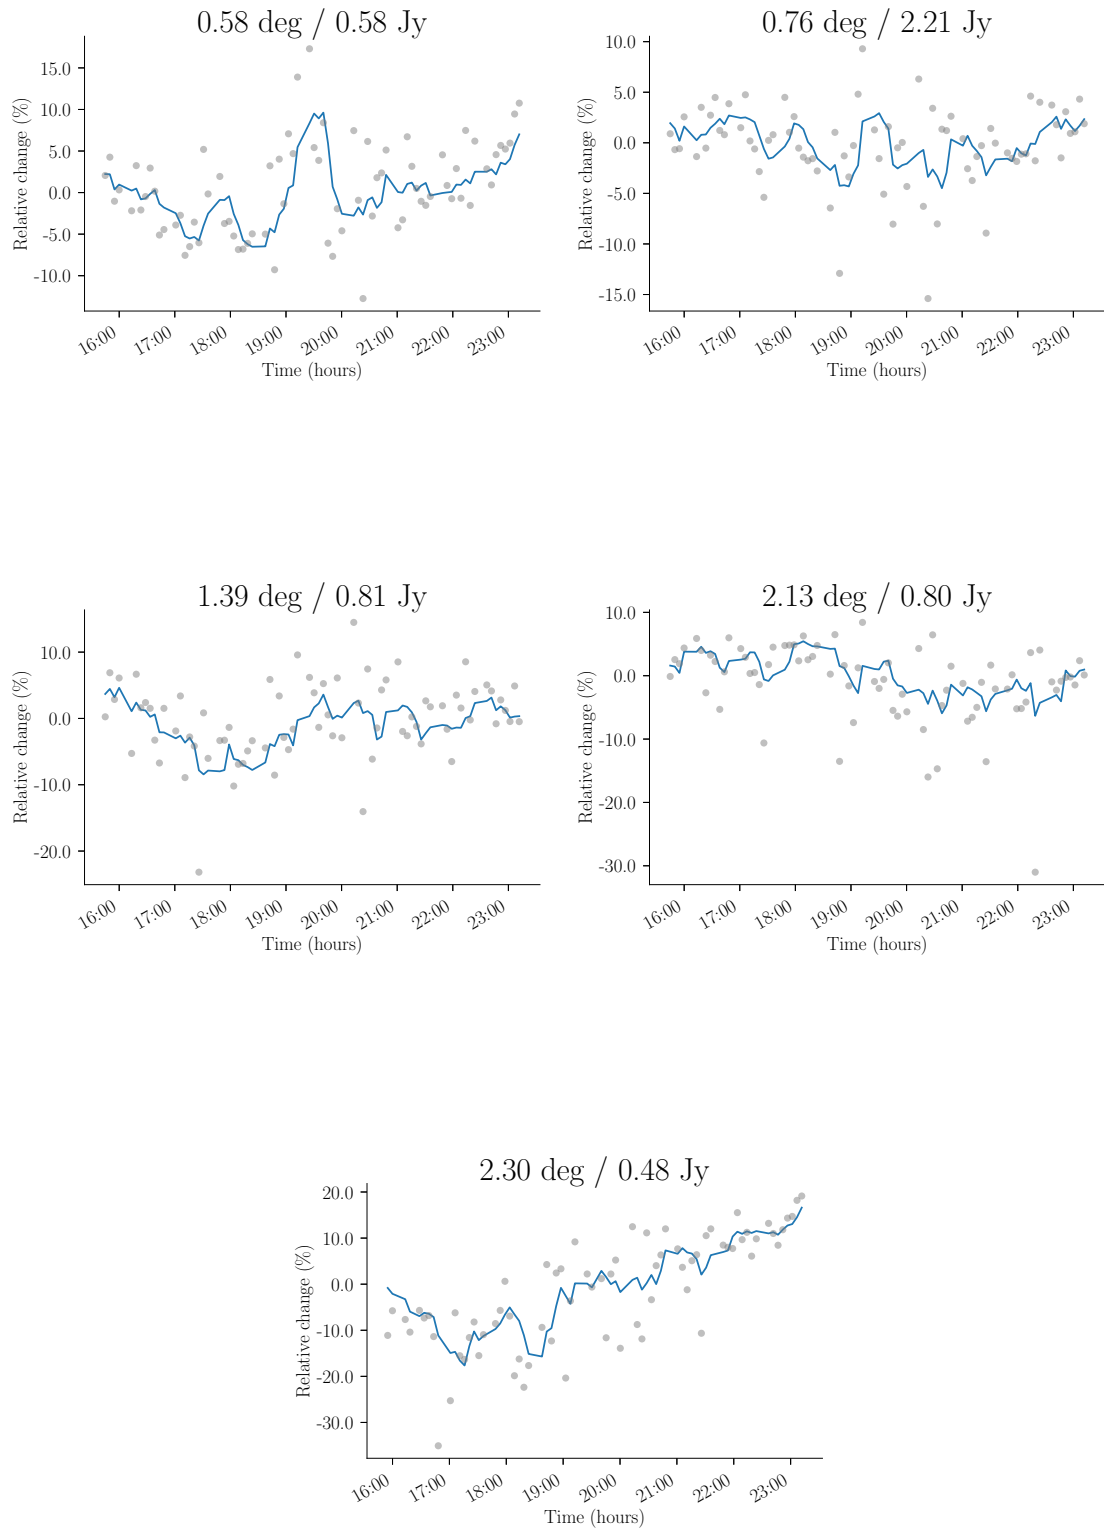 0.58 deg / 0.58 Jy
Relative change (%)
15.0
10.0
5.0
0.0
-5.0
-10.0
16:00 17:00 18:00 19:00 20:00 21:00 22:00 23:00
Time (hours)
0.76 deg / 2.21 Jy
Relative change (%)
10.0
5.0
0.0
-5.0
-10.0
-15.0
16:00 17:00 18:00 19:00 20:00 21:00 22:00 23:00
Time (hours)
1.39 deg / 0.81 Jy
Relative change (%)
10.0
0.0
-10.0
-20.0
16:00 17:00 18:00 19:00 20:00 21:00 22:00 23:00
Time (hours)
2.13 deg / 0.80 Jy
Relative change (%)
10.0
0.0
-10.0
-20.0
-30.0
16:00 17:00 18:00 19:00 20:00 21:00 22:00 23:00
Time (hours)
2.30 deg / 0.48 Jy
Relative change (%)
20.0
10.0
0.0
-10.0
-20.0
-30.0
16:00 17:00 18:00 19:00 20:00 21:00 22:00 23:00
Time (hours)